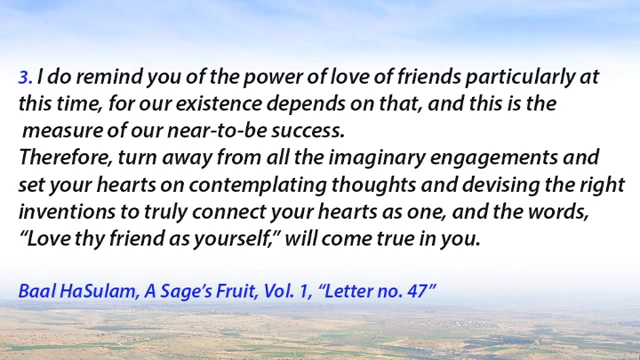 3. I do remind you of the power of love of friends particularly at
this time, for our existence depends on that, and this is the
measure of our near-to-be success.
Therefore, turn away from all the imaginary engagements and
set your hearts on contemplating thoughts and devising the right
inventions to truly connect your hearts as one, and the words,
“Love thy friend as yourself,” will come true in you.
Baal HaSulam, A Sage’s Fruit, Vol. 1, “Letter no. 47”